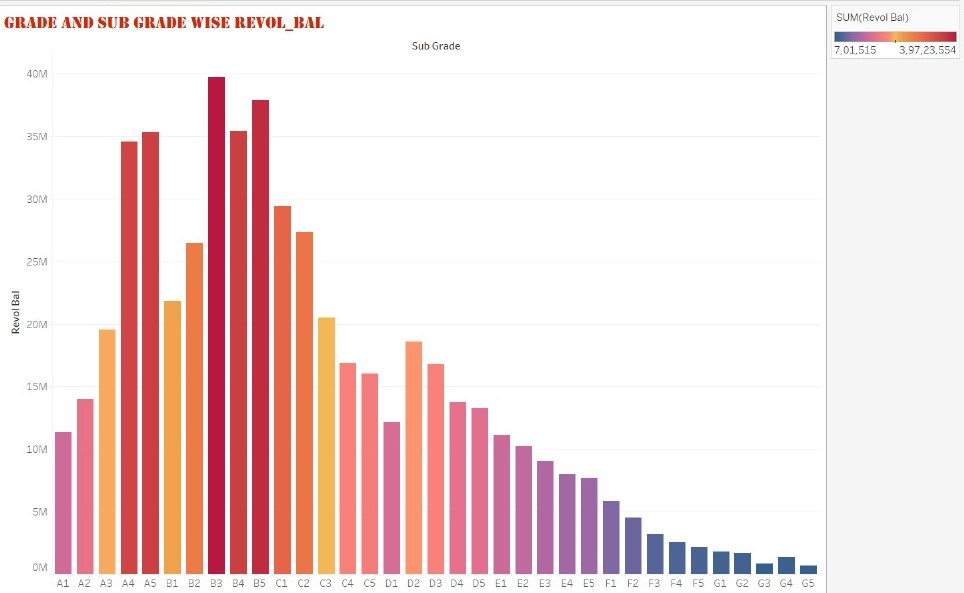 GRADE AND SUB GRADE WISE REVOL_BAL
Sub Grade
40M
35M
30M
25M
20M
15M
10M
5M
0M
Revol Bal
A1 A2 A3 A4 A5 B1 B2 B3 B4 B5 C1 C2 C3 C4 C5 D1 D2 D3 D4 D5 E1 E2 E3 E4 E5 F1 F2 F3 F4 F5 G1 G2 G3 G4 G5
SUM(Revol Bal)
7,01,515 3,97,23,554